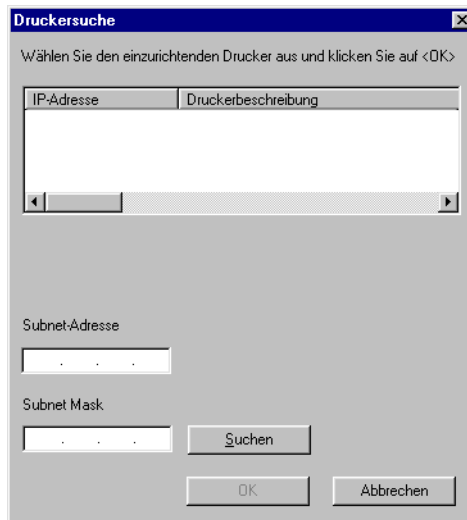 Druckersuche
Wählen Sie den einzurichtenden Drucker aus und klicken Sie auf <OK>
IP-Adresse Druckerbeschreibung
Subnet-Adresse
. . .
Subnet Mask
. . . Suchen
OK Abbrechen